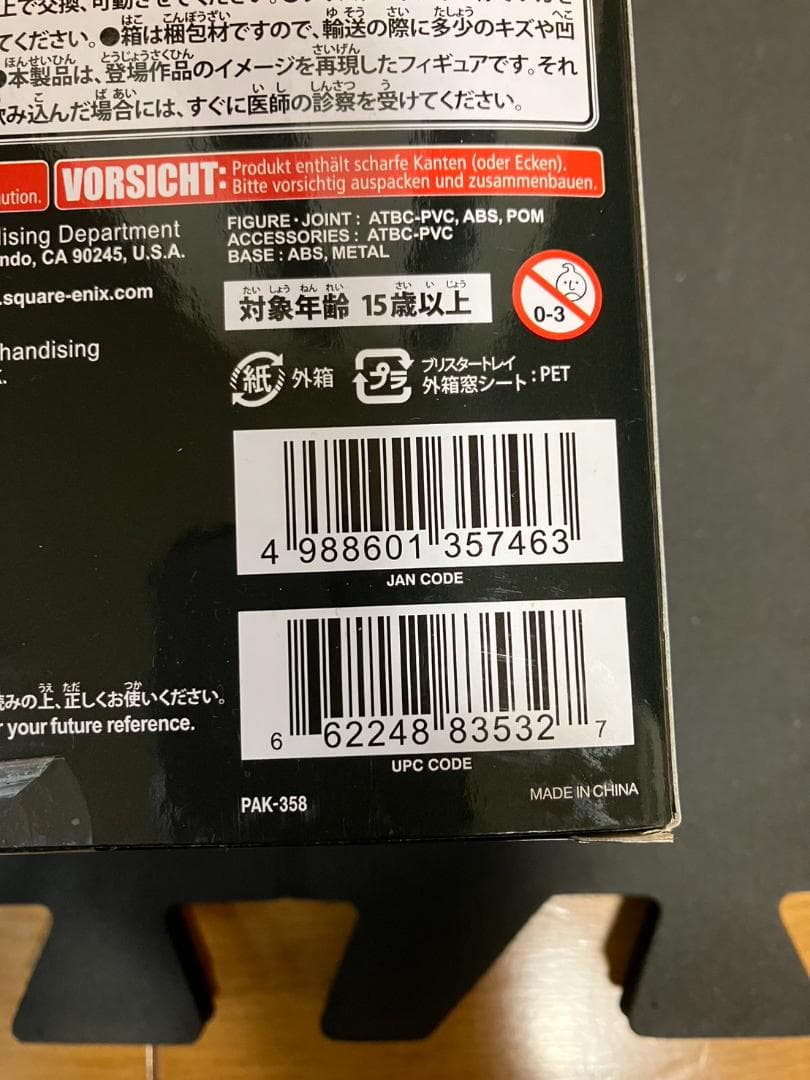 上で交換、可動させてください。
てください。●箱は梱包材ですので、輸送の際に多少のキズや凹
●本製品は、登場作品のイメージを再現したフィギュアです。それ
飲み込んだ場合には、すぐに医師の診察を受けてください。
ution.
VORSICHT:
Produkt enthält scharfe Kanten (oder Ecken).
Bitte vorsichtig auspacken und zusammenbauen.
ising Department
ndo, CA 90245, U.S.A.
.square-enix.com
handising
FIGURE・JOINT : ATBC-PVC, ABS, POM
ACCESSORIES : ATBC-PVC
BASE : ABS, METAL
対象年齢 15歳以上
0-3
紙 外箱
プラ
ブリスタートレイ
外箱窓シート : PET
4 988601 357463
JAN CODE
6 62248 83532 7
UPC CODE
読みの上、正しくお使いください。
r your future reference.
PAK-358
MADE IN CHINA